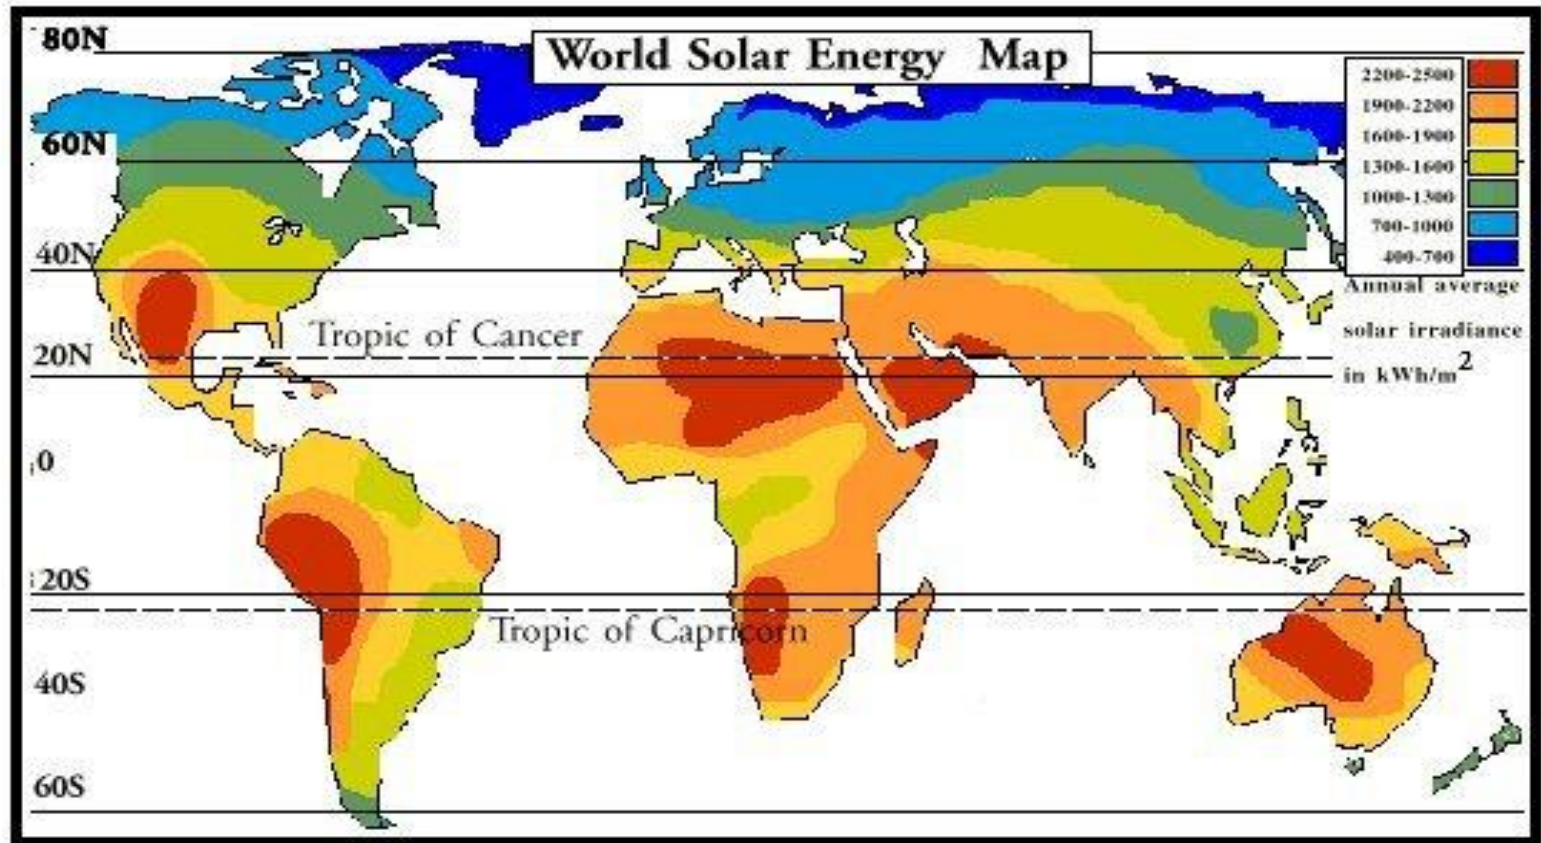 World Solar Energy Map
80N
60N
40N
20N
0
20S
40S
60S
Tropic of Cancer
Tropic of Capricorn
2200-2500
1900-2200
1600-1900
1300-1600
1000-1300
700-1000
400-700
Annual average
solar irradiance
in kWh/m²